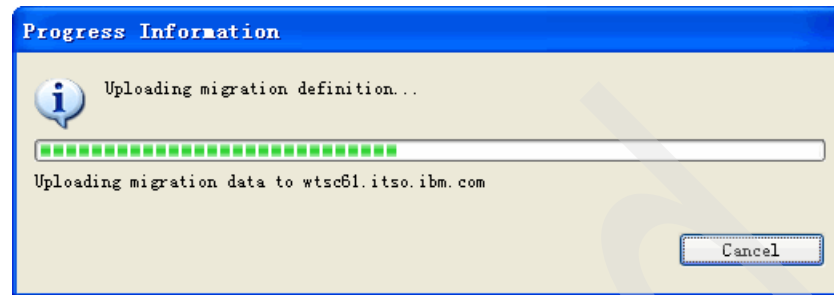 Progress Information
Uploading migration definition...
Uploading migration data to wtsc61.itso.ibm.com
Cancel